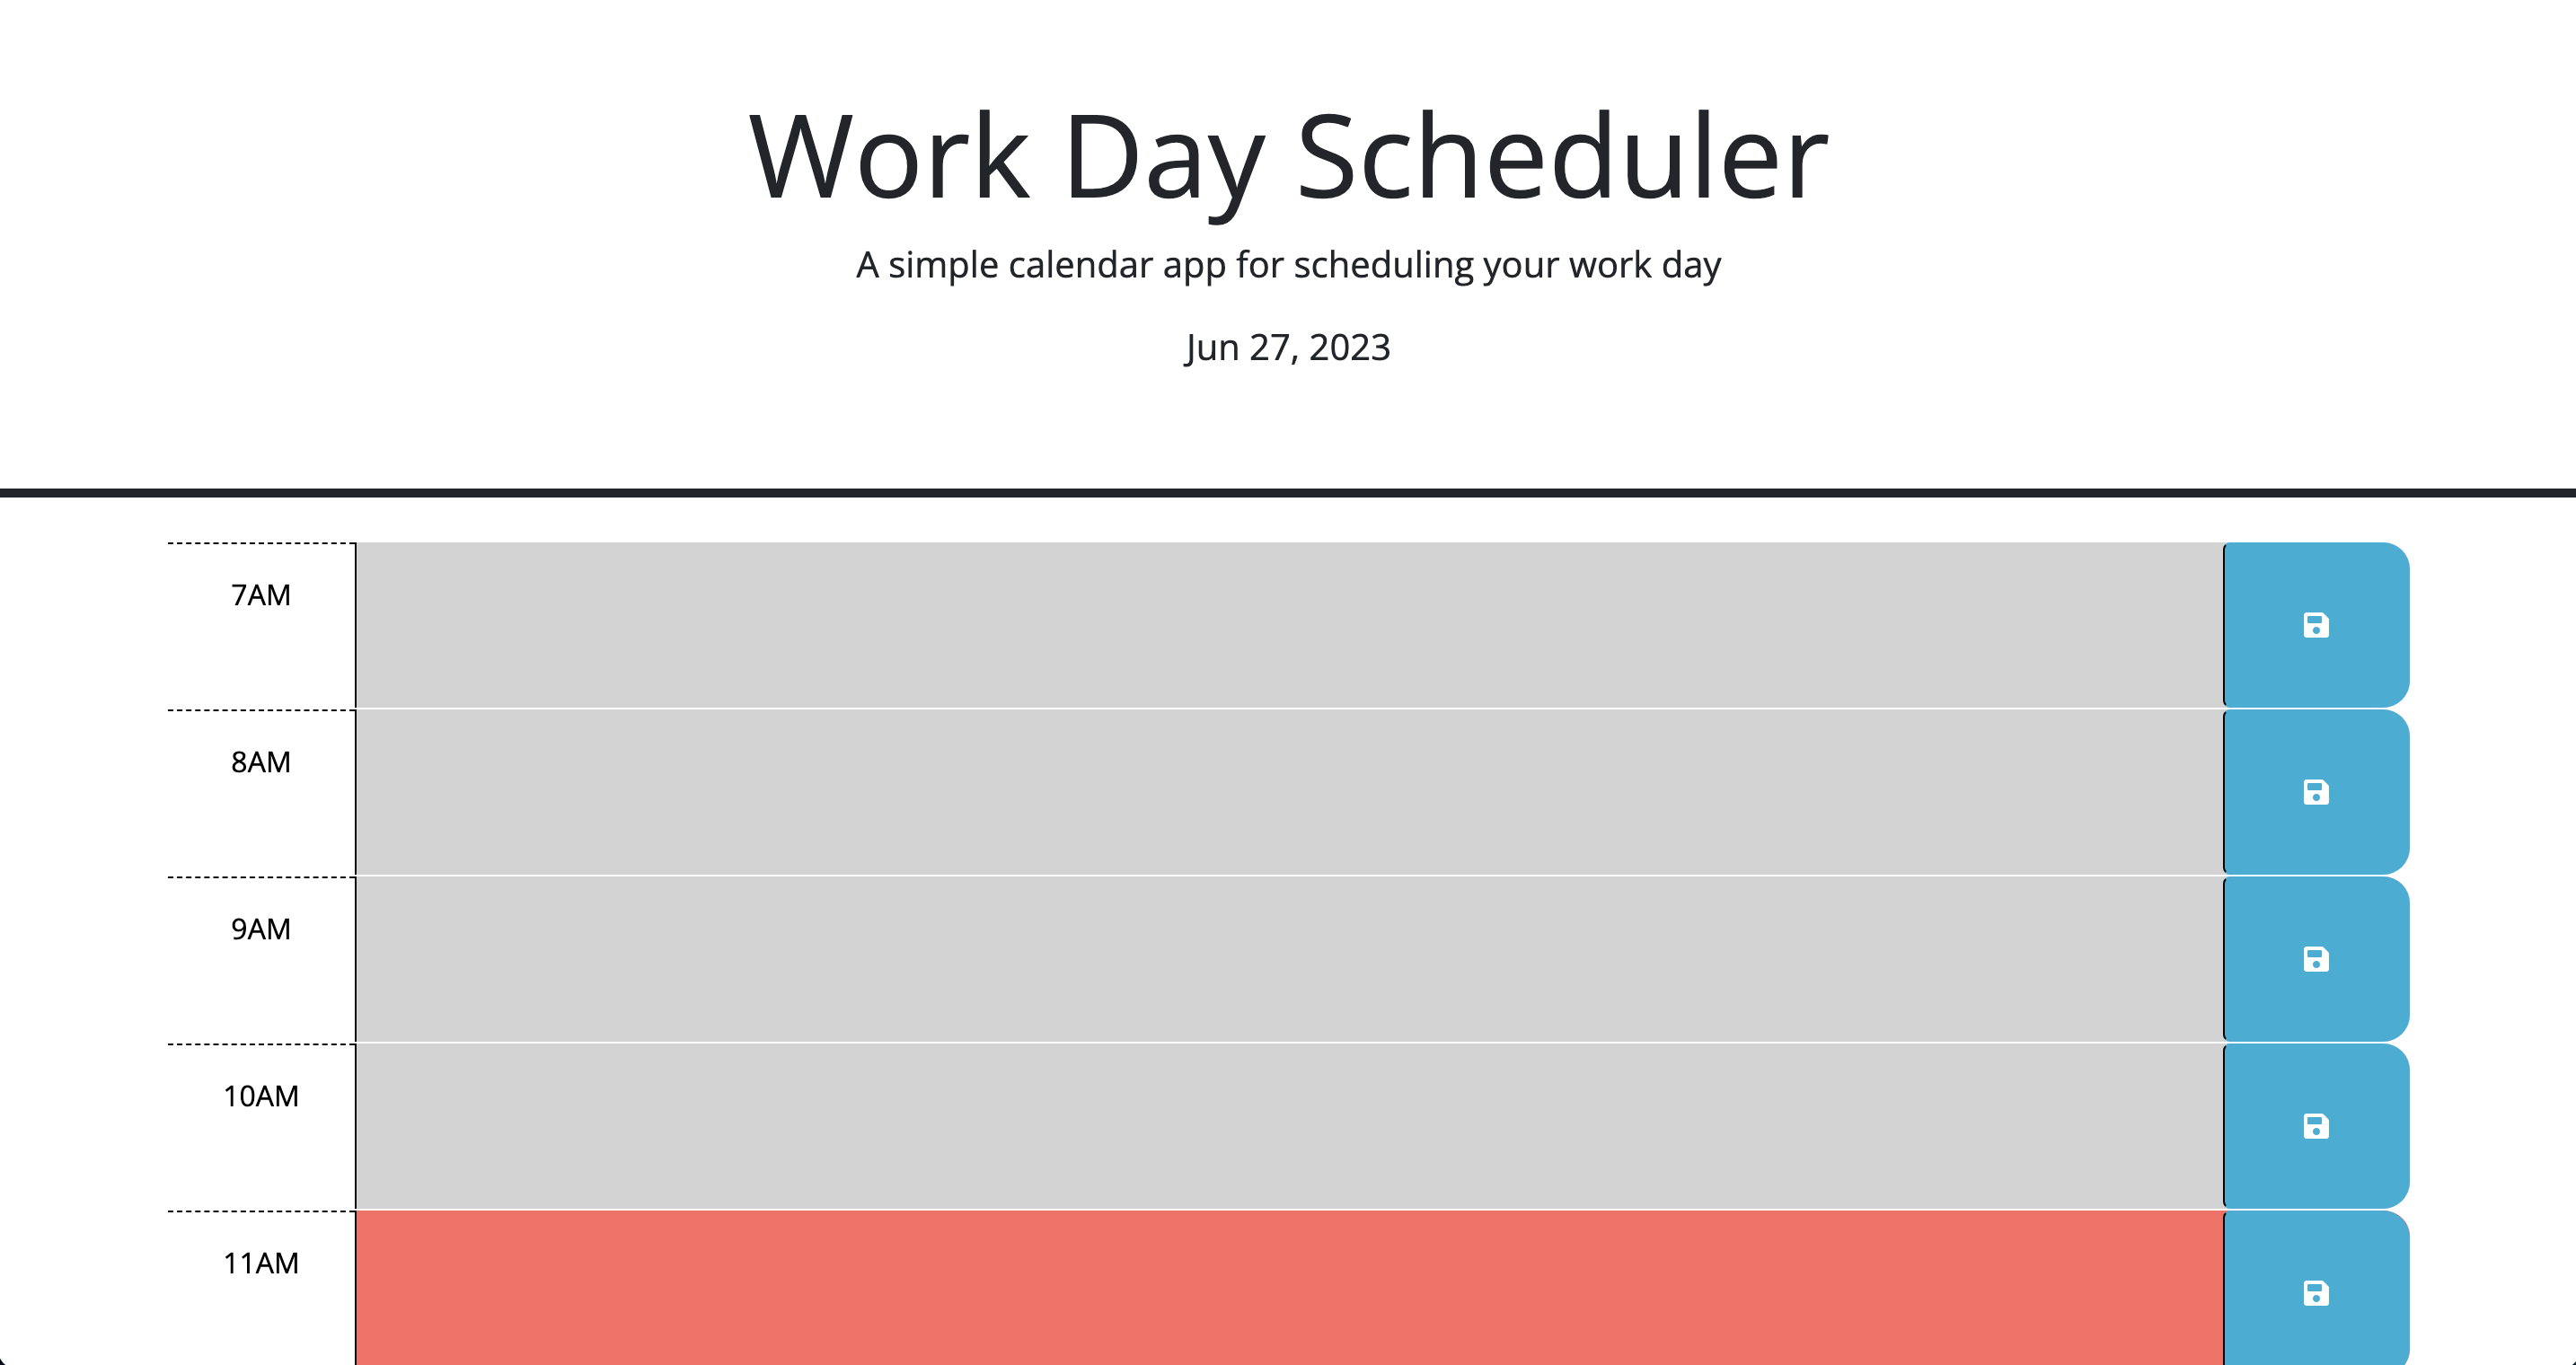 Work Day Scheduler
A simple calendar app for scheduling your work day
Jun 27, 2023
7AM
8AM
9AM
10AM
11AM